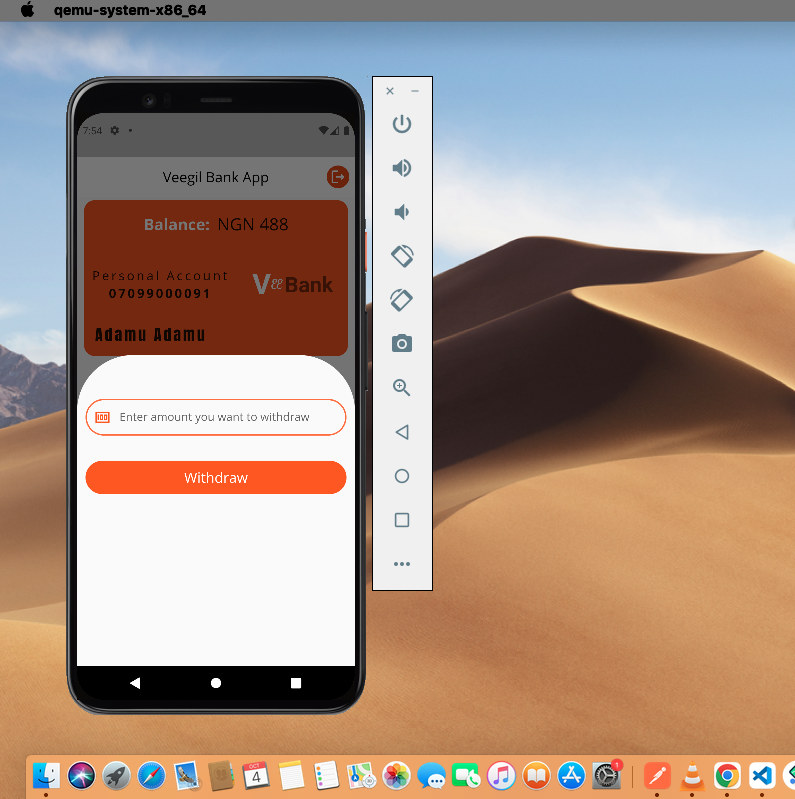 qemu-system-x86_64
7:54
Veegil Bank App
Balance: NGN 488
Personal Account
07099000091
VeeBank
Adamu Adamu
100
Enter amount you want to withdraw
Withdraw
OCT
4
1